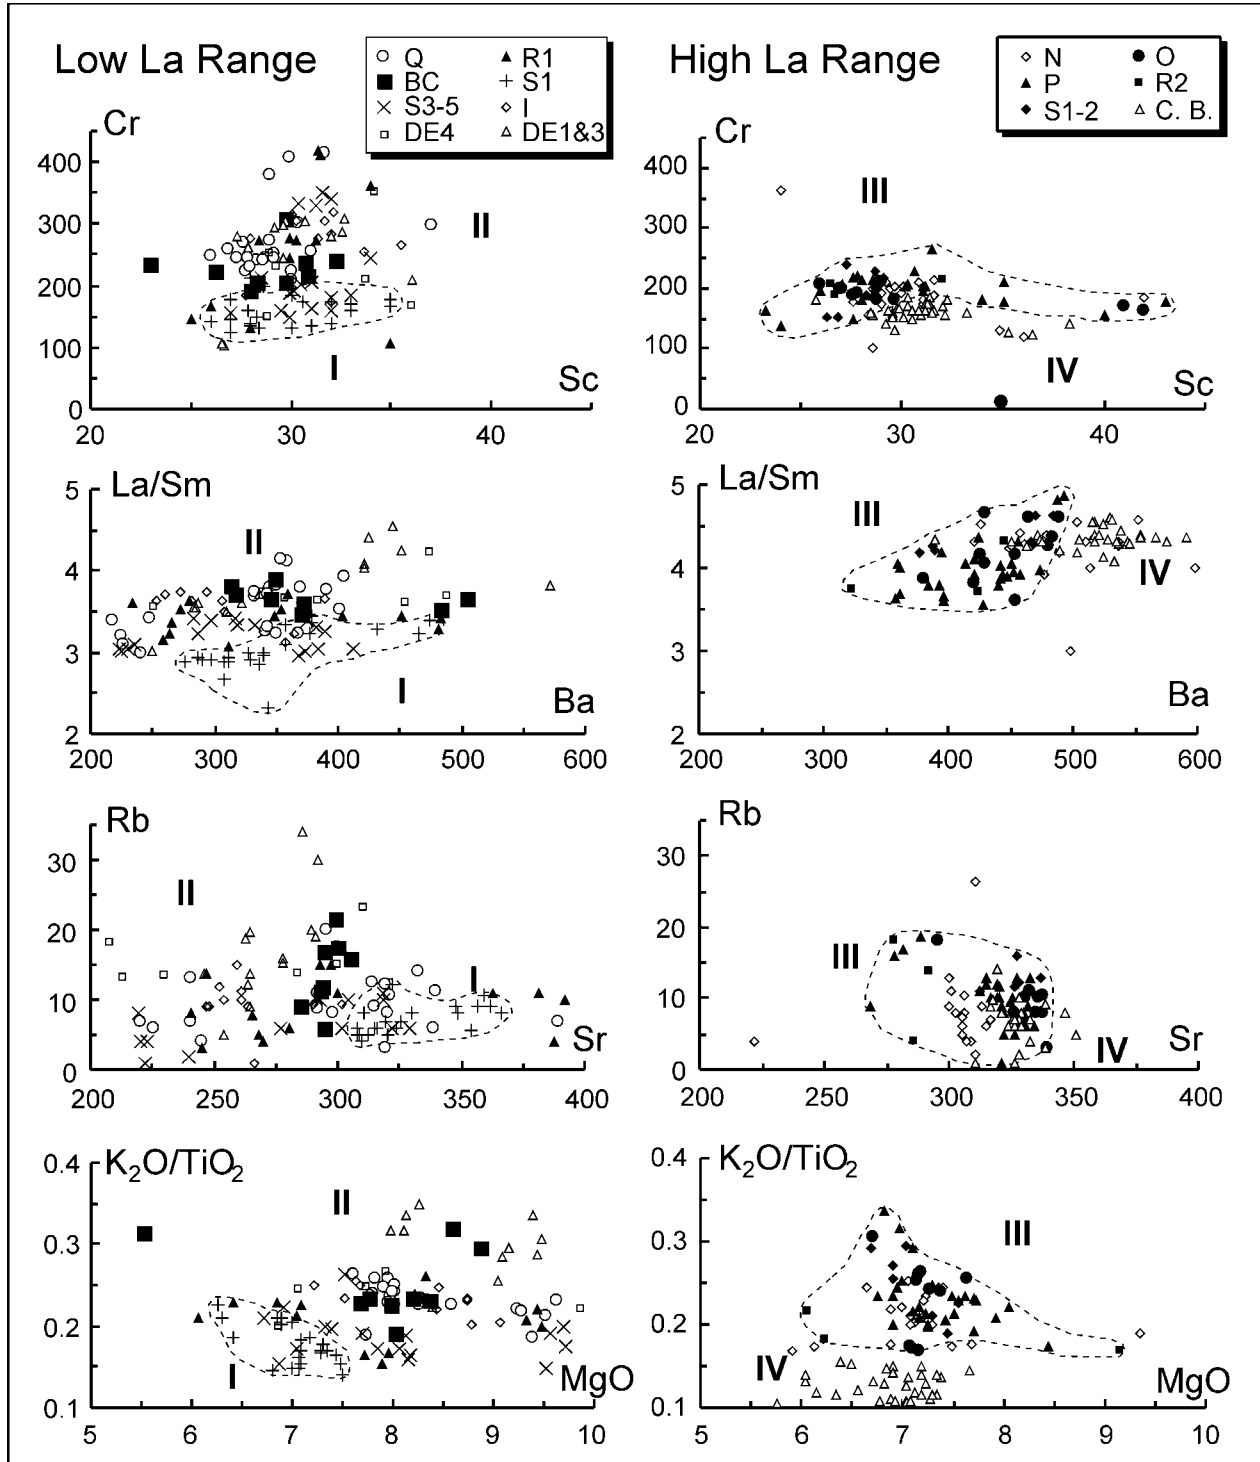 Low La Range
Q R1
BC S1
S3-5 I
DE4 DE1&3
High La Range
N O
P R2
S1-2 C. B.
Cr
400
300
200
100
0
20 30 40
II
I
Sc
Cr
400
300
200
100
0
20 30 40
III
IV
Sc
La/Sm
5
4
3
2
200 300 400 500 600
II
I
Ba
La/Sm
5
4
3
2
200 300 400 500 600
III
IV
Ba
Rb
30
20
10
0
200 250 300 350 400
II
I
Sr
Rb
30
20
10
0
200 250 300 350 400
III
IV
Sr
K₂O/TiO₂
0.4
0.3
0.2
0.1
5 6 7 8 9 10
II
I
MgO
K₂O/TiO₂
0.4
0.3
0.2
0.1
5 6 7 8 9 10
III
IV
MgO